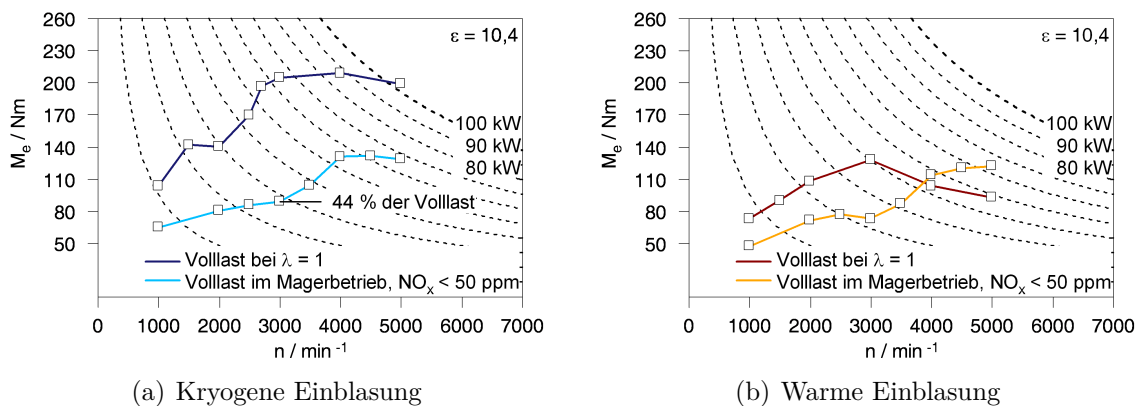 260
230
200
170
140
110
80
50
M_e / Nm
ε = 10,4
100 kW
90 kW
80 kW
44 % der Volllast
Volllast bei λ = 1
Volllast im Magerbetrieb, NO_x < 50 ppm
0 1000 2000 3000 4000 5000 6000 7000
n / min⁻¹
(a) Kryogene Einblasung
260
230
200
170
140
110
80
50
M_e / Nm
ε = 10,4
100 kW
90 kW
80 kW
Volllast bei λ = 1
Volllast im Magerbetrieb, NO_x < 50 ppm
0 1000 2000 3000 4000 5000 6000 7000
n / min⁻¹
(b) Warme Einblasung